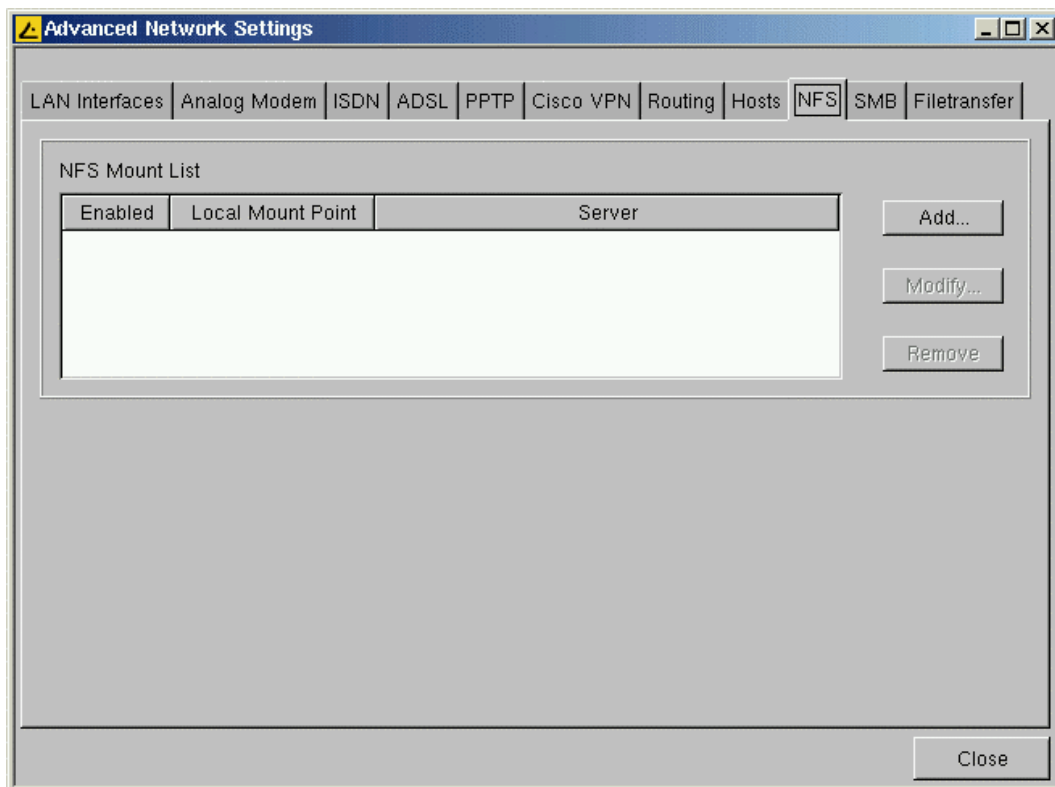 Advanced Network Settings
LAN Interfaces Analog Modem ISDN ADSL PPTP Cisco VPN Routing Hosts NFS SMB Filetransfer
NFS Mount List
Enabled Local Mount Point Server
Add...
Modify...
Remove
Close